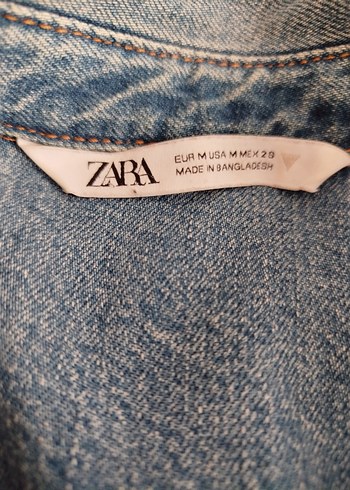 ZARA
EUR M USA M MEX 28
MADE IN BANGLADESH